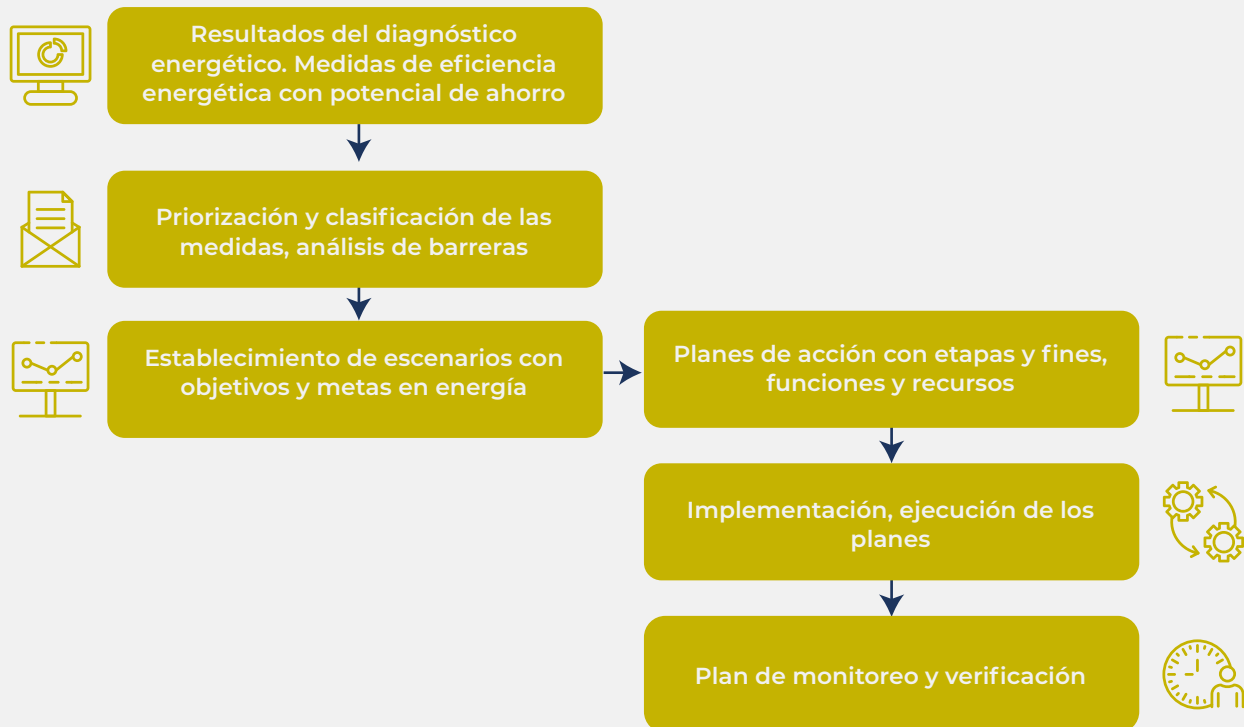 Resultados del diagnóstico
energético. Medidas de eficiencia
energética con potencial de ahorro
Priorización y clasificación de las
medidas, análisis de barreras
Establecimiento de escenarios con
objetivos y metas en energía
Planes de acción con etapas y fines,
funciones y recursos
Implementación, ejecución de los
planes
Plan de monitoreo y verificación